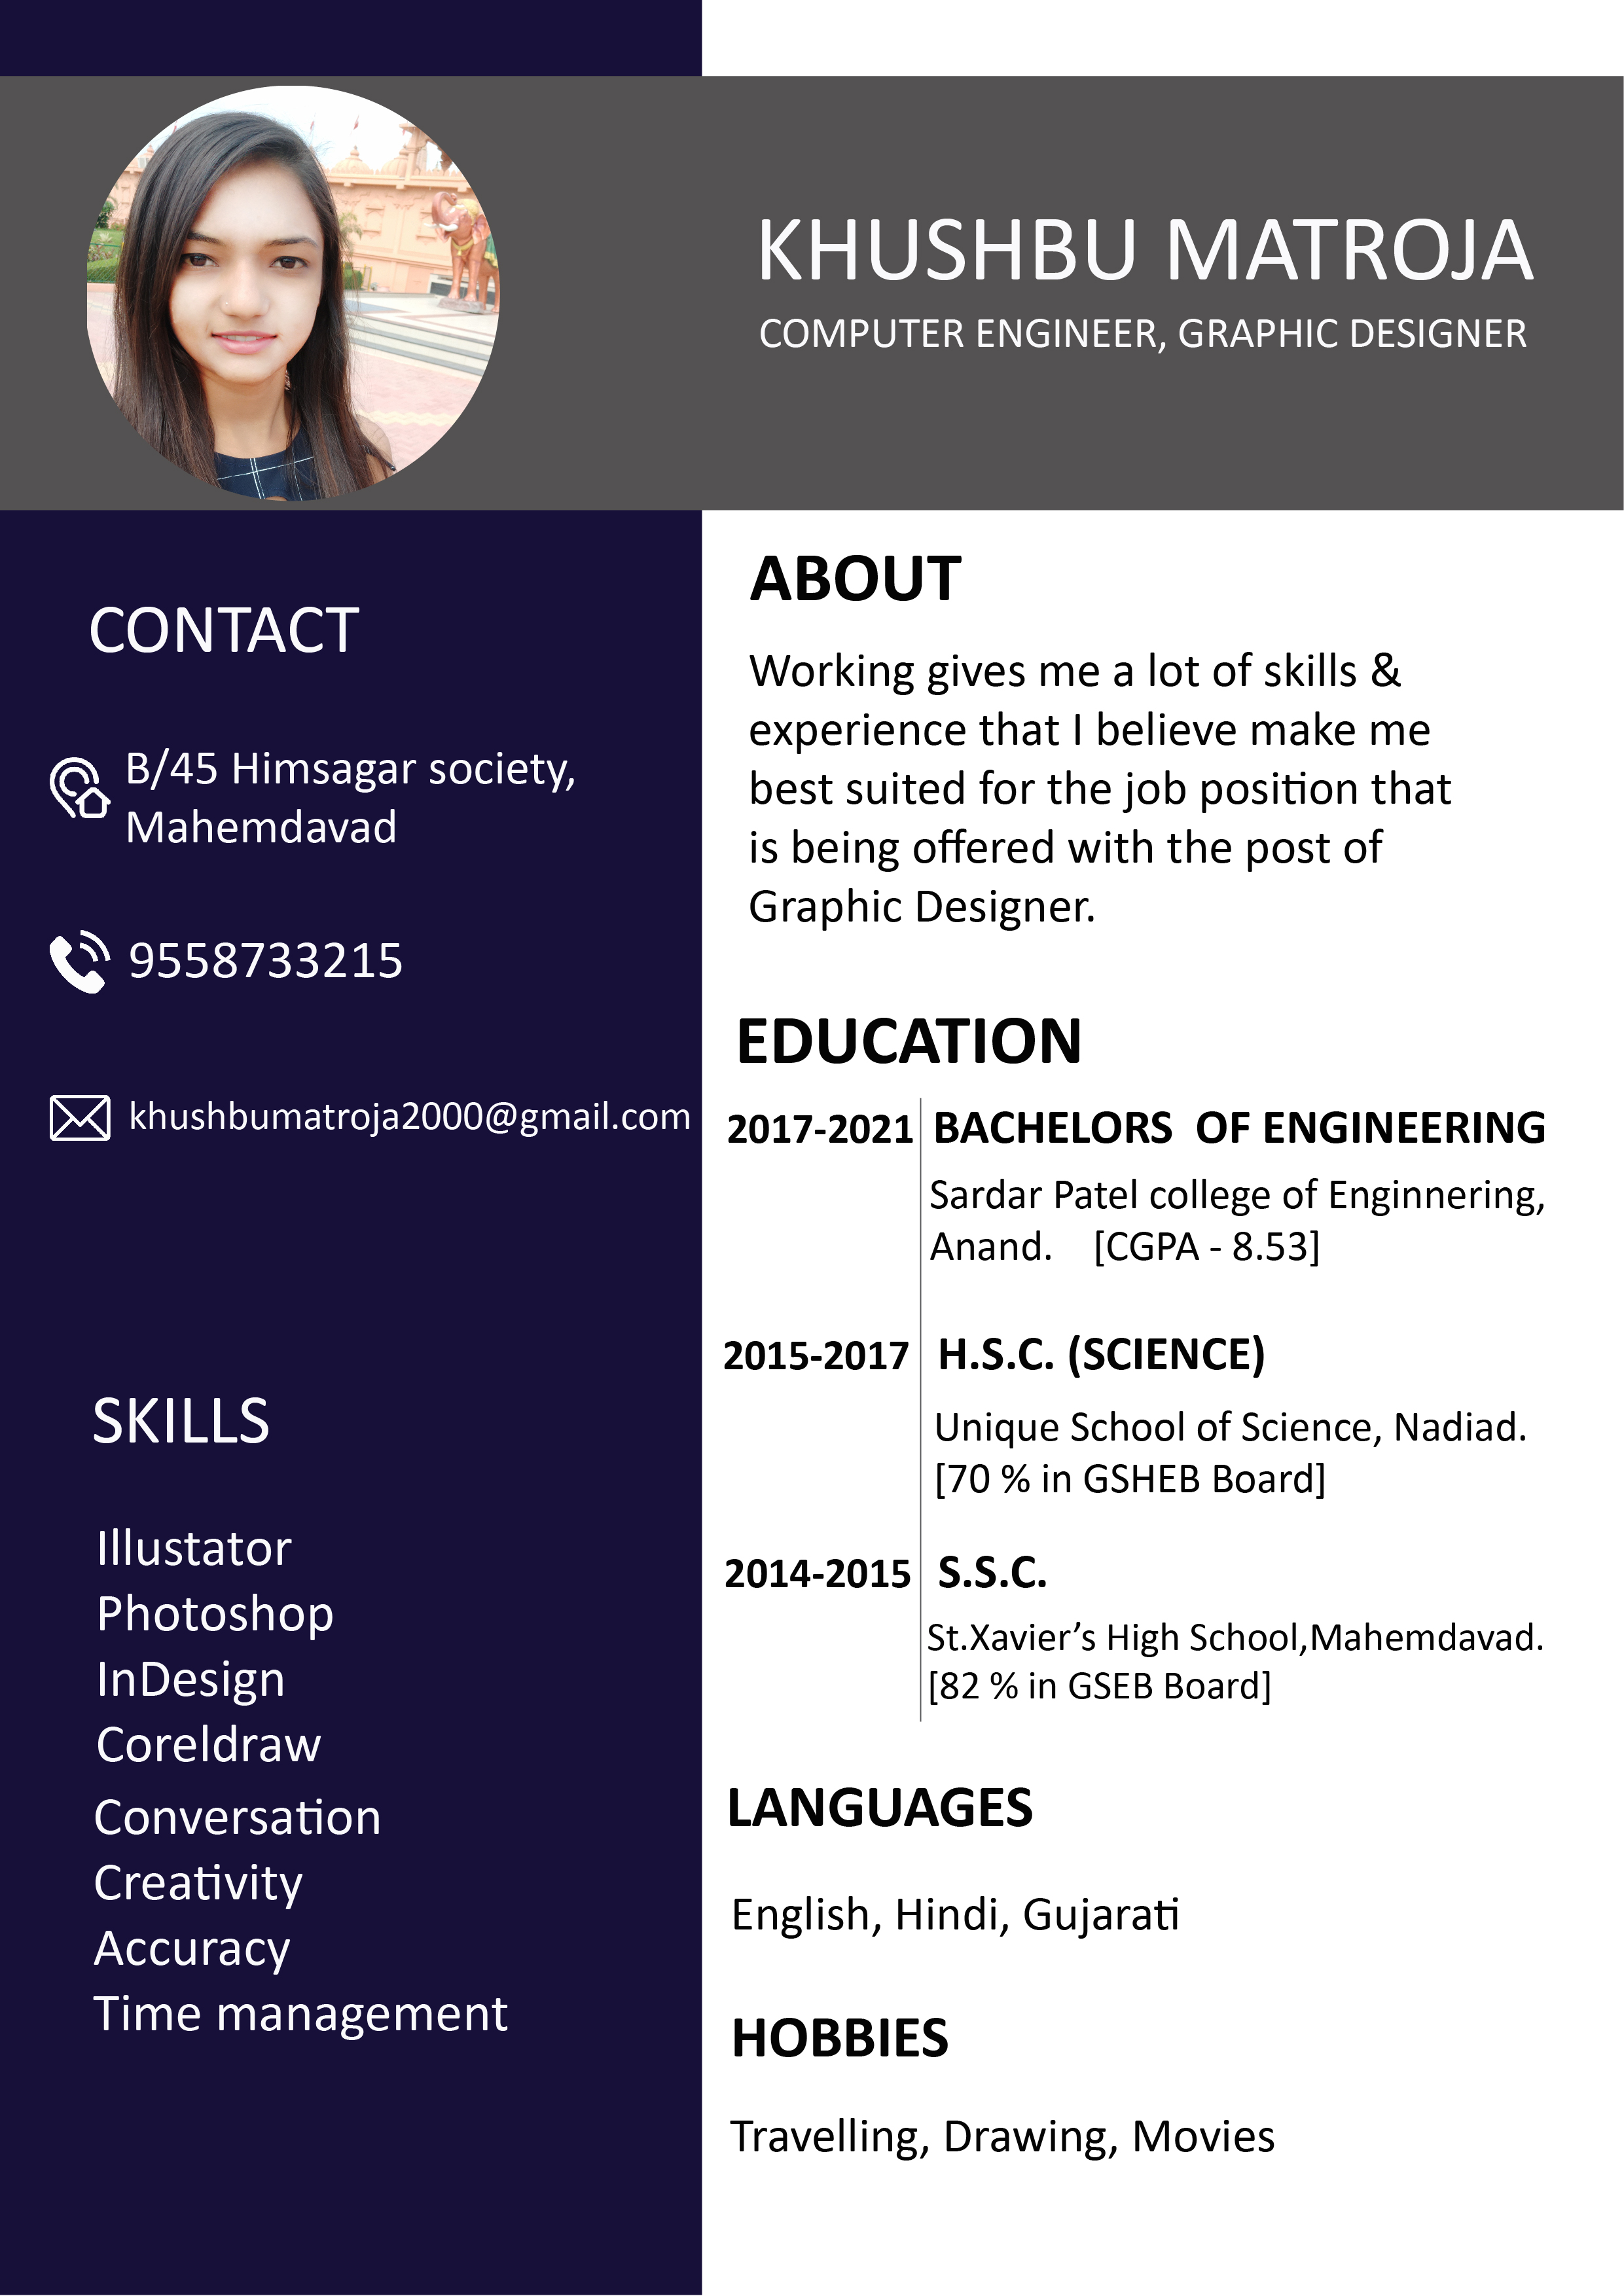 KHUSHBU MATROJA
COMPUTER ENGINEER, GRAPHIC DESIGNER
CONTACT
B/45 Himsagar society,
Mahemdavad
9558733215
khushbumatroja2000@gmail.com
SKILLS
Illustator
Photoshop
InDesign
Coreldraw
Conversation
Creativity
Accuracy
Time management
ABOUT
Working gives me a lot of skills &
experience that I believe make me
best suited for the job position that
is being offered with the post of
Graphic Designer.
EDUCATION
2017-2021 BACHELORS OF ENGINEERING
Sardar Patel college of Enginnering,
Anand. [CGPA - 8.53]
2015-2017 H.S.C. (SCIENCE)
Unique School of Science, Nadiad.
[70 % in GSHEB Board]
2014-2015 S.S.C.
St.Xavier’s High School,Mahemdavad.
[82 % in GSEB Board]
LANGUAGES
English, Hindi, Gujarati
HOBBIES
Travelling, Drawing, Movies